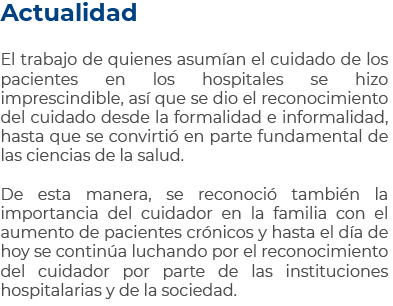 Actualidad
El trabajo de quienes asumían el cuidado de los
pacientes en los hospitales se hizo
imprescindible, así que se dio el reconocimiento
del cuidado desde la formalidad e informalidad,
hasta que se convirtió en parte fundamental de
las ciencias de la salud.
De esta manera, se reconoció también la
importancia del cuidador en la familia con el
aumento de pacientes crónicos y hasta el día de
hoy se continúa luchando por el reconocimiento
del cuidador por parte de las instituciones
hospitalarias y de la sociedad.